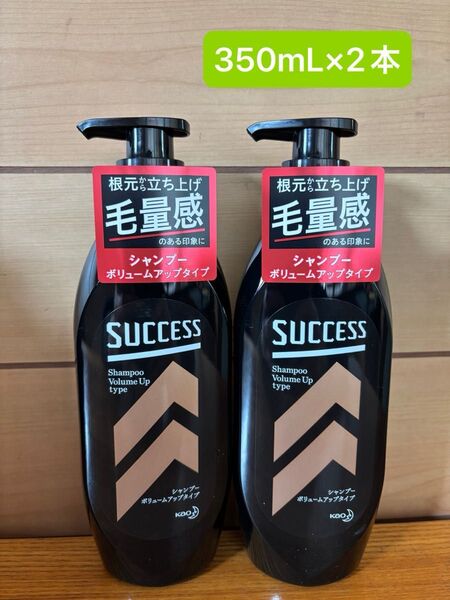 350mL×2本
根元から立ち上げ
毛量感
のある印象に
シャンプー
ボリュームアップタイプ
SUCCESS
Shampoo
Volume Up
type
シャンプー
ボリュームアップタイプ
Kao
根元から立ち上げ
毛量感
のある印象に
シャンプー
ボリュームアップタイプ
SUCCESS
Shampoo
Volume Up
type
シャンプー
ボリュームアップタイプ
Kao